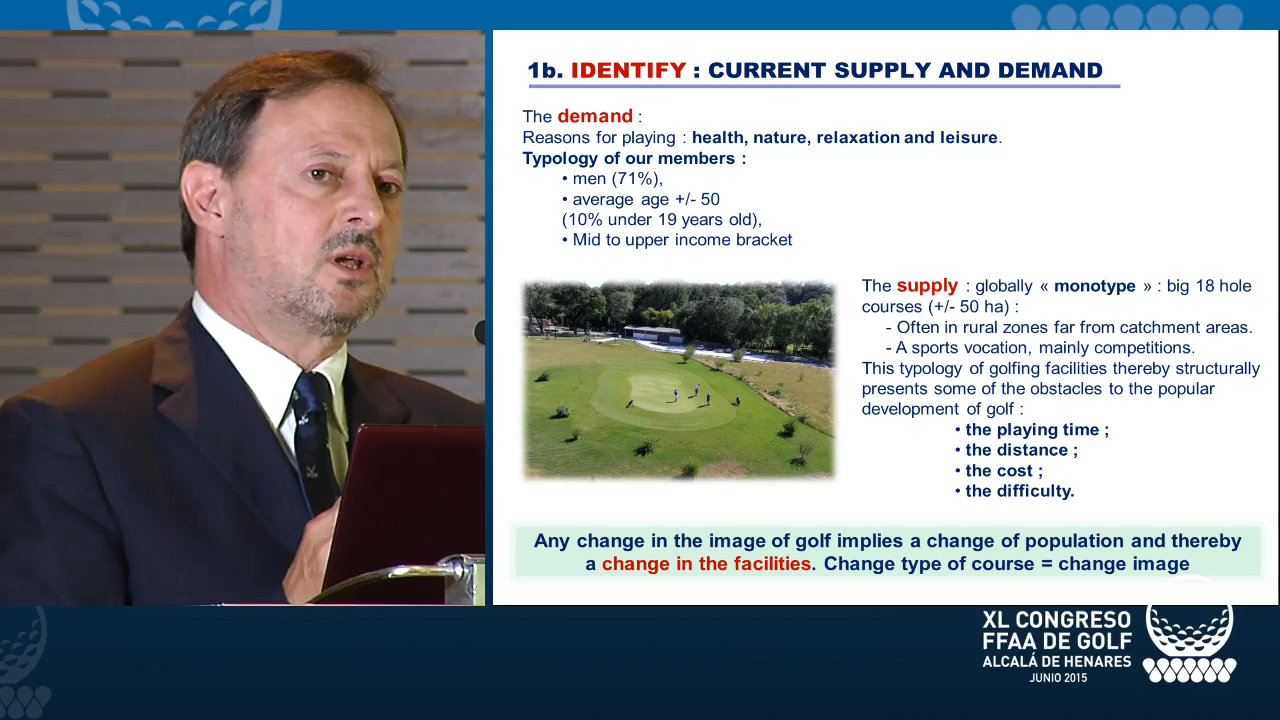 1b. IDENTIFY : CURRENT SUPPLY AND DEMAND
The demand :
Reasons for playing : health, nature, relaxation and leisure.
Typology of our members :
• men (71%),
• average age +/- 50
(10% under 19 years old),
• Mid to upper income bracket
The supply : globally « monotype » : big 18 hole
courses (+/- 50 ha) :
- Often in rural zones far from catchment areas.
- A sports vocation, mainly competitions.
This typology of golfing facilities thereby structurally
presents some of the obstacles to the popular
development of golf :
• the playing time ;
• the distance ;
• the cost ;
• the difficulty.
Any change in the image of golf implies a change of population and thereby
a change in the facilities. Change type of course = change image
XL CONGRESO
FFAA DE GOLF
ALCALÁ DE HENARES
JUNIO 2015